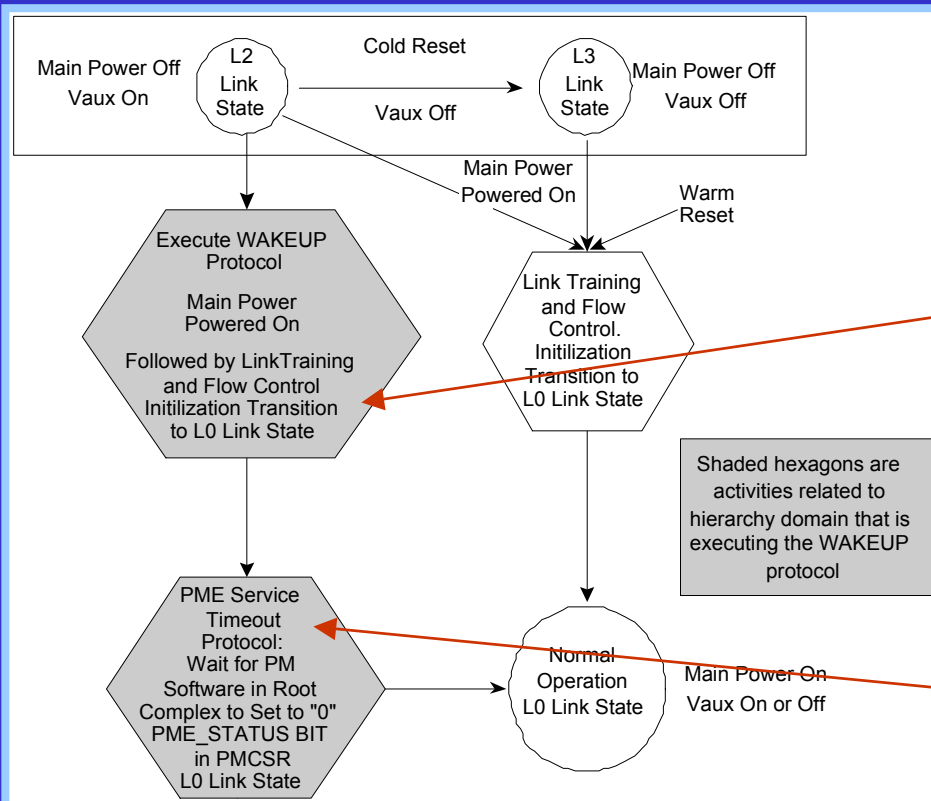 Main Power Off
Vaux On
L2
Link
State
Cold Reset
Vaux Off
L3
Link
State
Main Power Off
Vaux Off
Main Power
Powered On
Warm
Reset
Execute WAKEUP
Protocol
Main Power
Powered On
Followed by LinkTraining
and Flow Control
Initilization Transition
to L0 Link State
Link Training
and Flow
Control.
Initilization
Transition to
L0 Link State
Shaded hexagons are
activities related to
hierarchy domain that is
executing the WAKEUP
protocol
PME Service
Timeout
Protocol:
Wait for PM
Software in Root
Complex to Set to "0"
PME_STATUS BIT
in PMCSR
L0 Link State
Normal
Operation
L0 Link State
Main Power On
Vaux On or Off